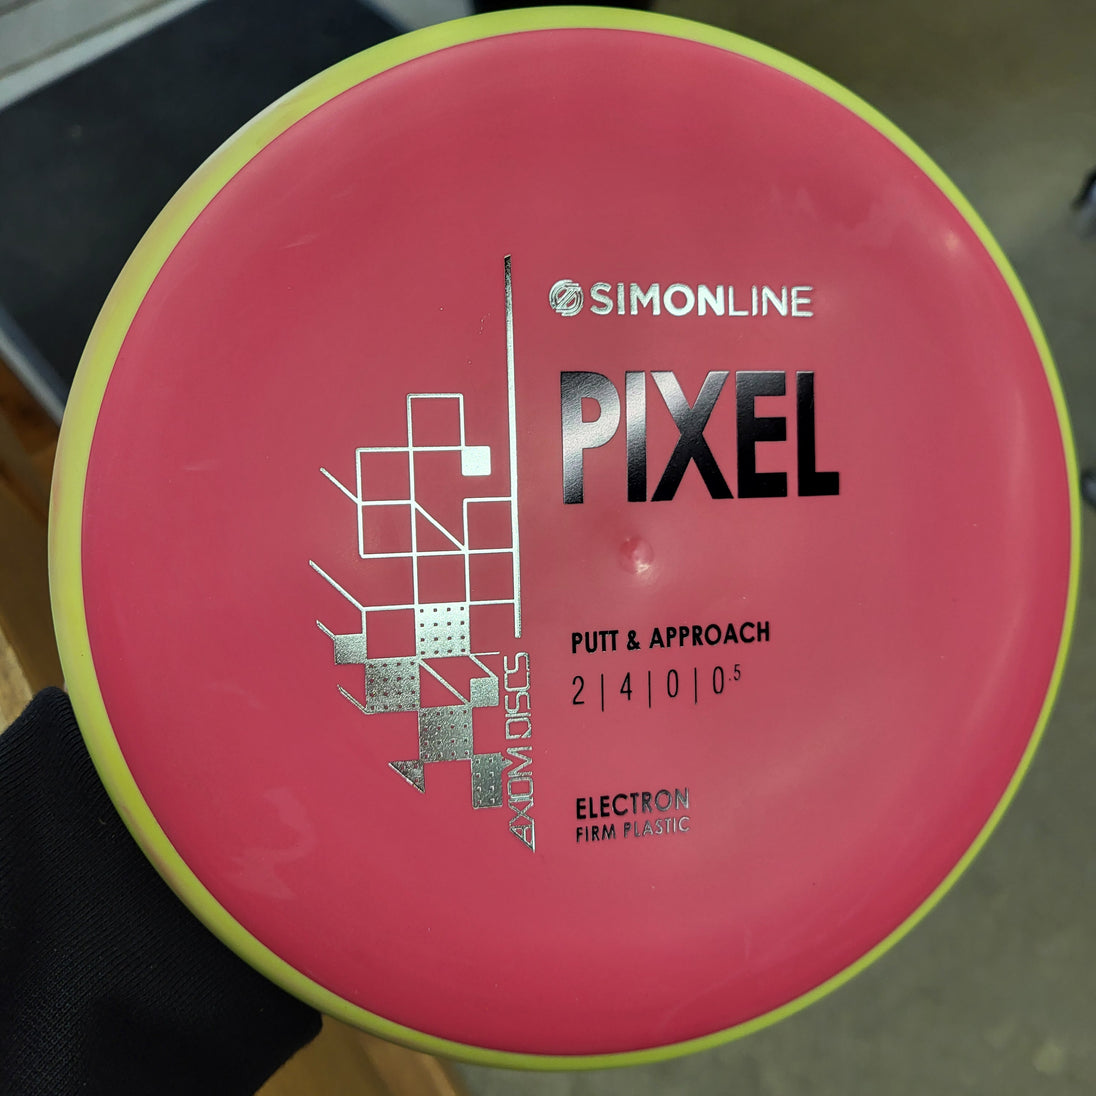 SIMONLINE
PIXEL
PUTT & APPROACH
2 | 4 | 0 | 0.5
AXIOM DISCS
ELECTRON
FIRM PLASTIC